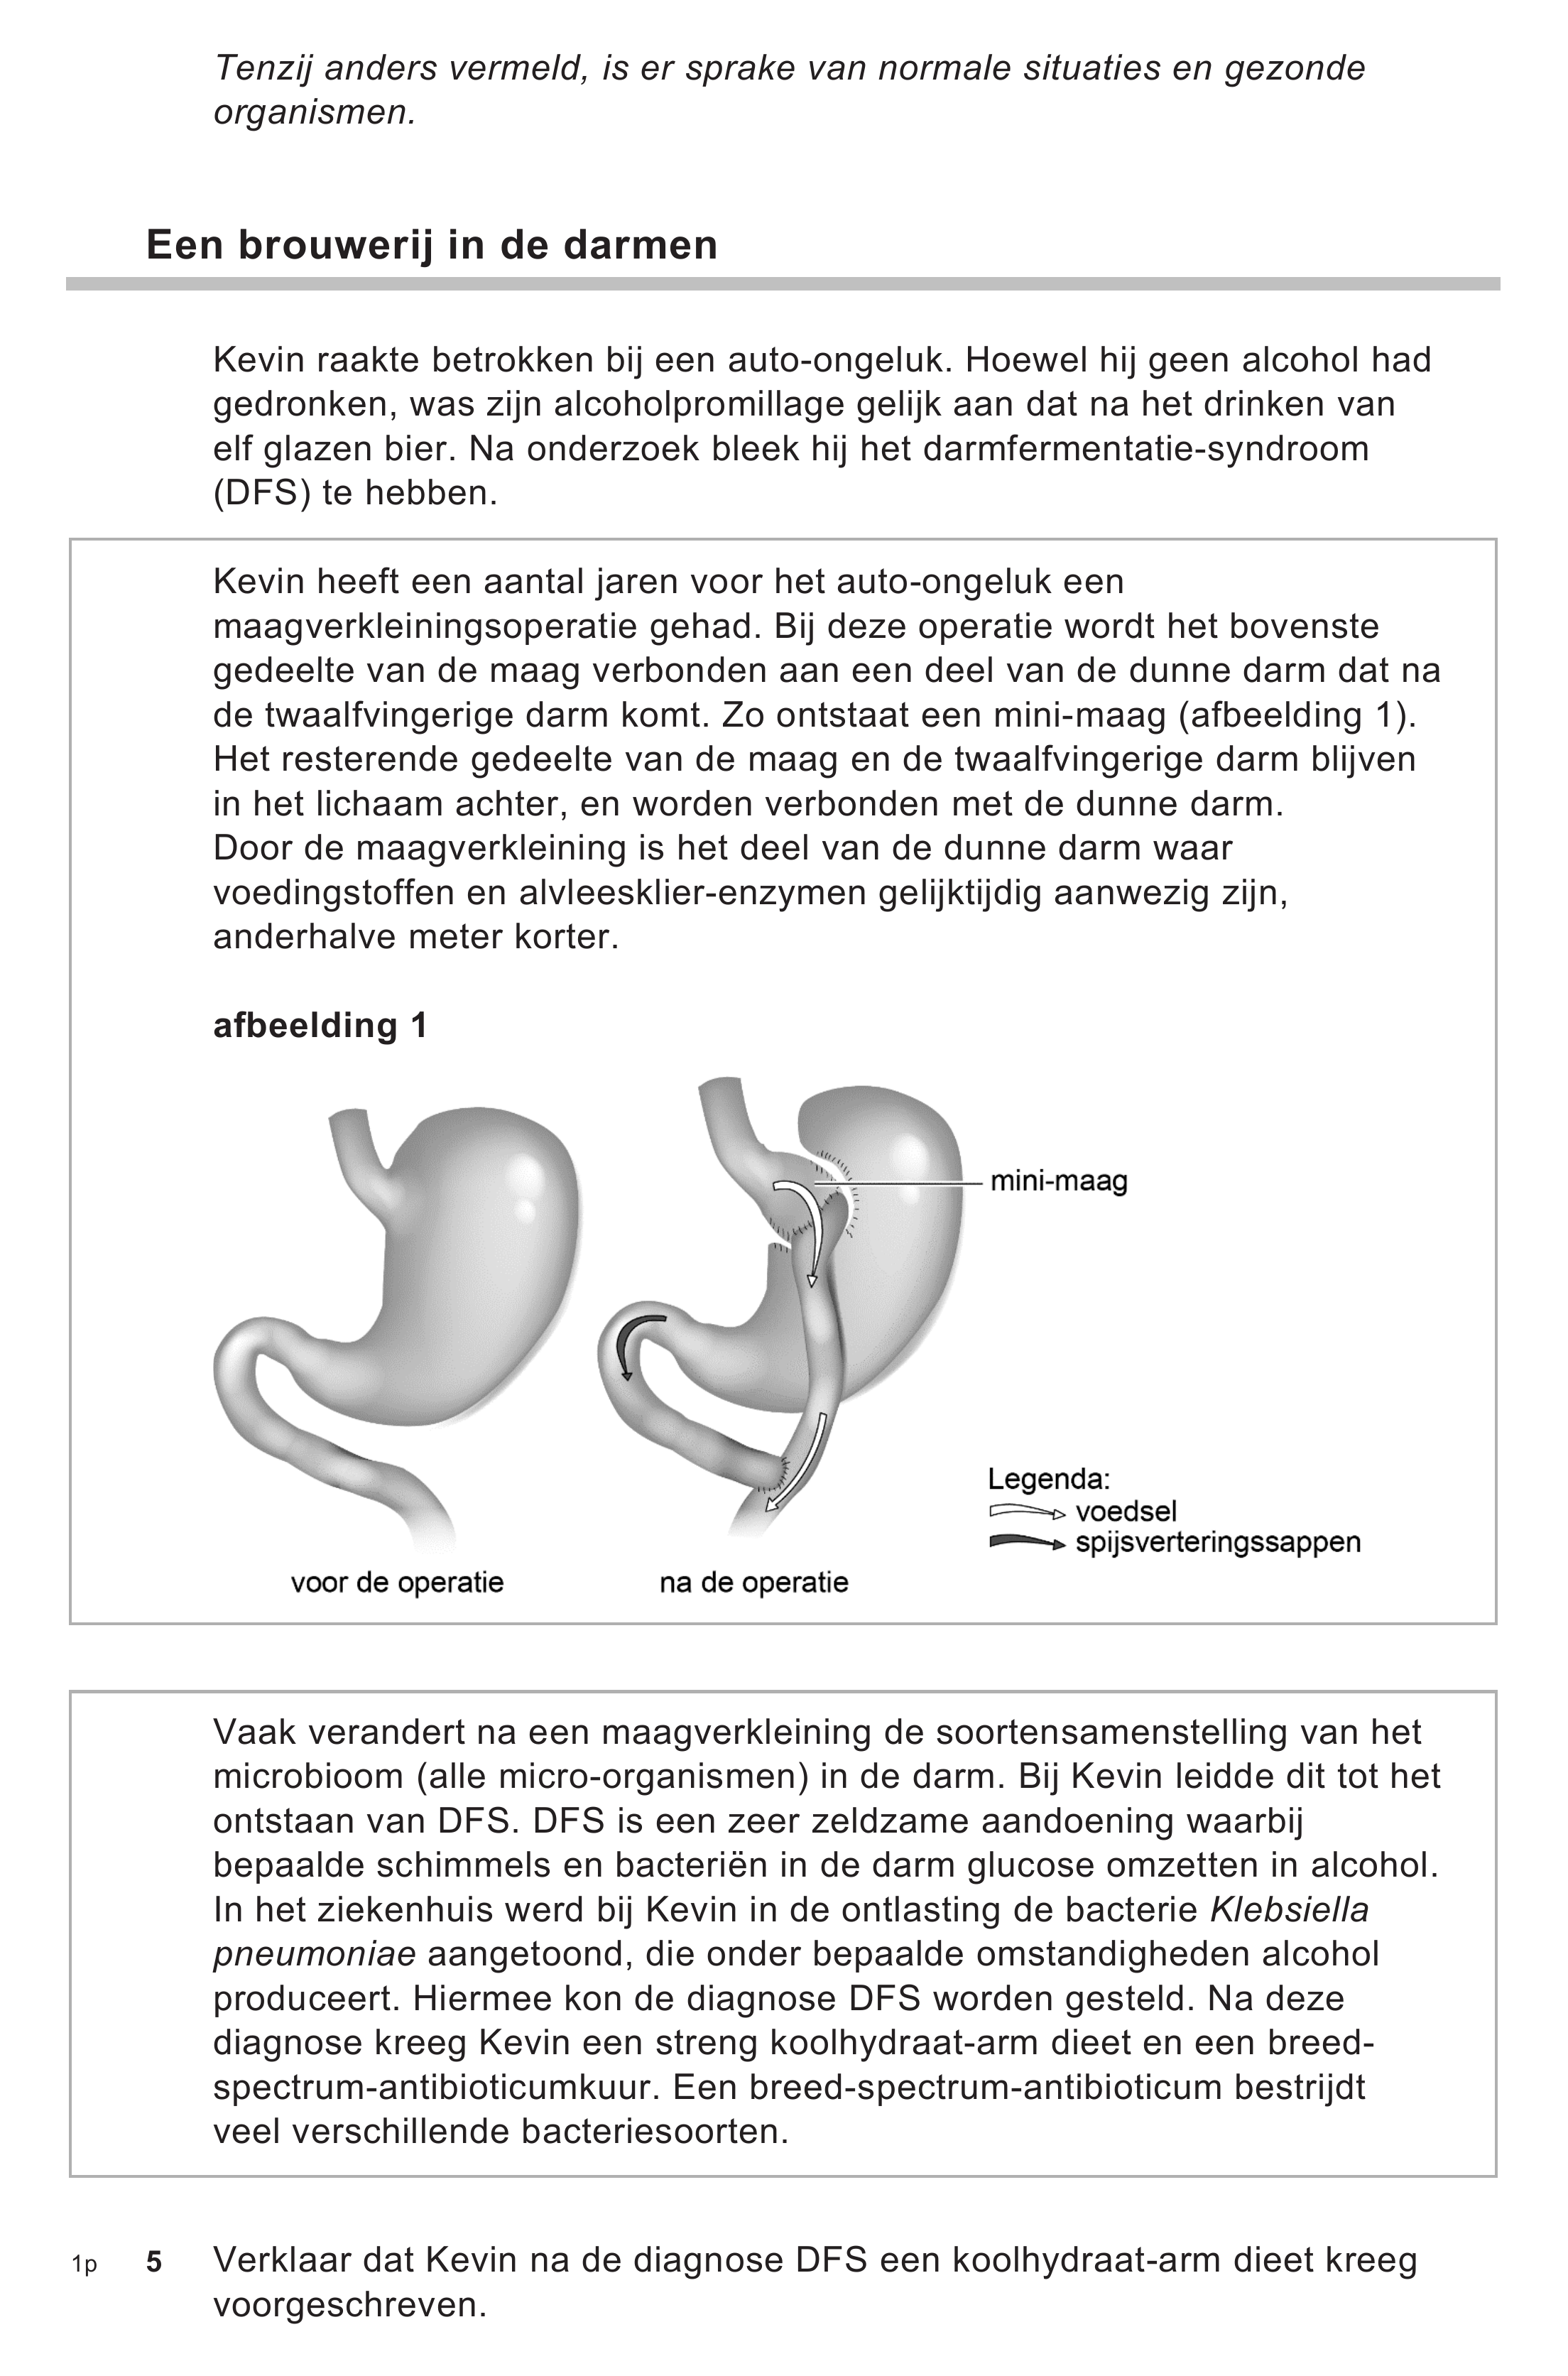 Tenzij anders vermeld, is er sprake van normale situaties en gezonde
organismen.
Een brouwerij in de darmen
Kevin raakte betrokken bij een auto-ongeluk. Hoewel hij geen alcohol had
gedronken, was zijn alcoholpromillage gelijk aan dat na het drinken van
elf glazen bier. Na onderzoek bleek hij het darmfermentatie-syndroom
(DFS) te hebben.
Kevin heeft een aantal jaren voor het auto-ongeluk een
maagverkleiningsoperatie gehad. Bij deze operatie wordt het bovenste
gedeelte van de maag verbonden aan een deel van de dunne darm dat na
de twaalfvingerige darm komt. Zo ontstaat een mini-maag (afbeelding 1).
Het resterende gedeelte van de maag en de twaalfvingerige darm blijven
in het lichaam achter, en worden verbonden met de dunne darm.
Door de maagverkleining is het deel van de dunne darm waar
voedingstoffen en alvleesklier-enzymen gelijktijdig aanwezig zijn,
anderhalve meter korter.
afbeelding 1
mini-maag
Legenda:
voedsel
spijsverteringssappen
voor de operatie
na de operatie
Vaak verandert na een maagverkleining de soortensamenstelling van het
microbioom (alle micro-organismen) in de darm. Bij Kevin leidde dit tot het
ontstaan van DFS. DFS is een zeer zeldzame aandoening waarbij
bepaalde schimmels en bacteriën in de darm glucose omzetten in alcohol.
In het ziekenhuis werd bij Kevin in de ontlasting de bacterie Klebsiella
pneumoniae aangetoond, die onder bepaalde omstandigheden alcohol
produceert. Hiermee kon de diagnose DFS worden gesteld. Na deze
diagnose kreeg Kevin een streng koolhydraat-arm dieet en een breed-
spectrum-antibioticumkuur. Een breed-spectrum-antibioticum bestrijdt
veel verschillende bacteriesoorten.
1p 5 Verklaar dat Kevin na de diagnose DFS een koolhydraat-arm dieet kreeg
voorgeschreven.